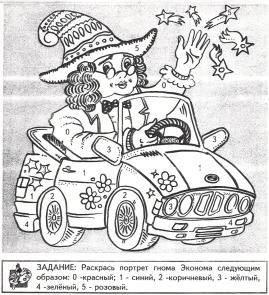 ЗАДАНИЕ: Раскрась портрет гнома Эконома следующим
образом: 0 -красный; 1 - синий, 2 -коричневый, 3 - жёлтый,
4 -зелёный, 5 - розовый.